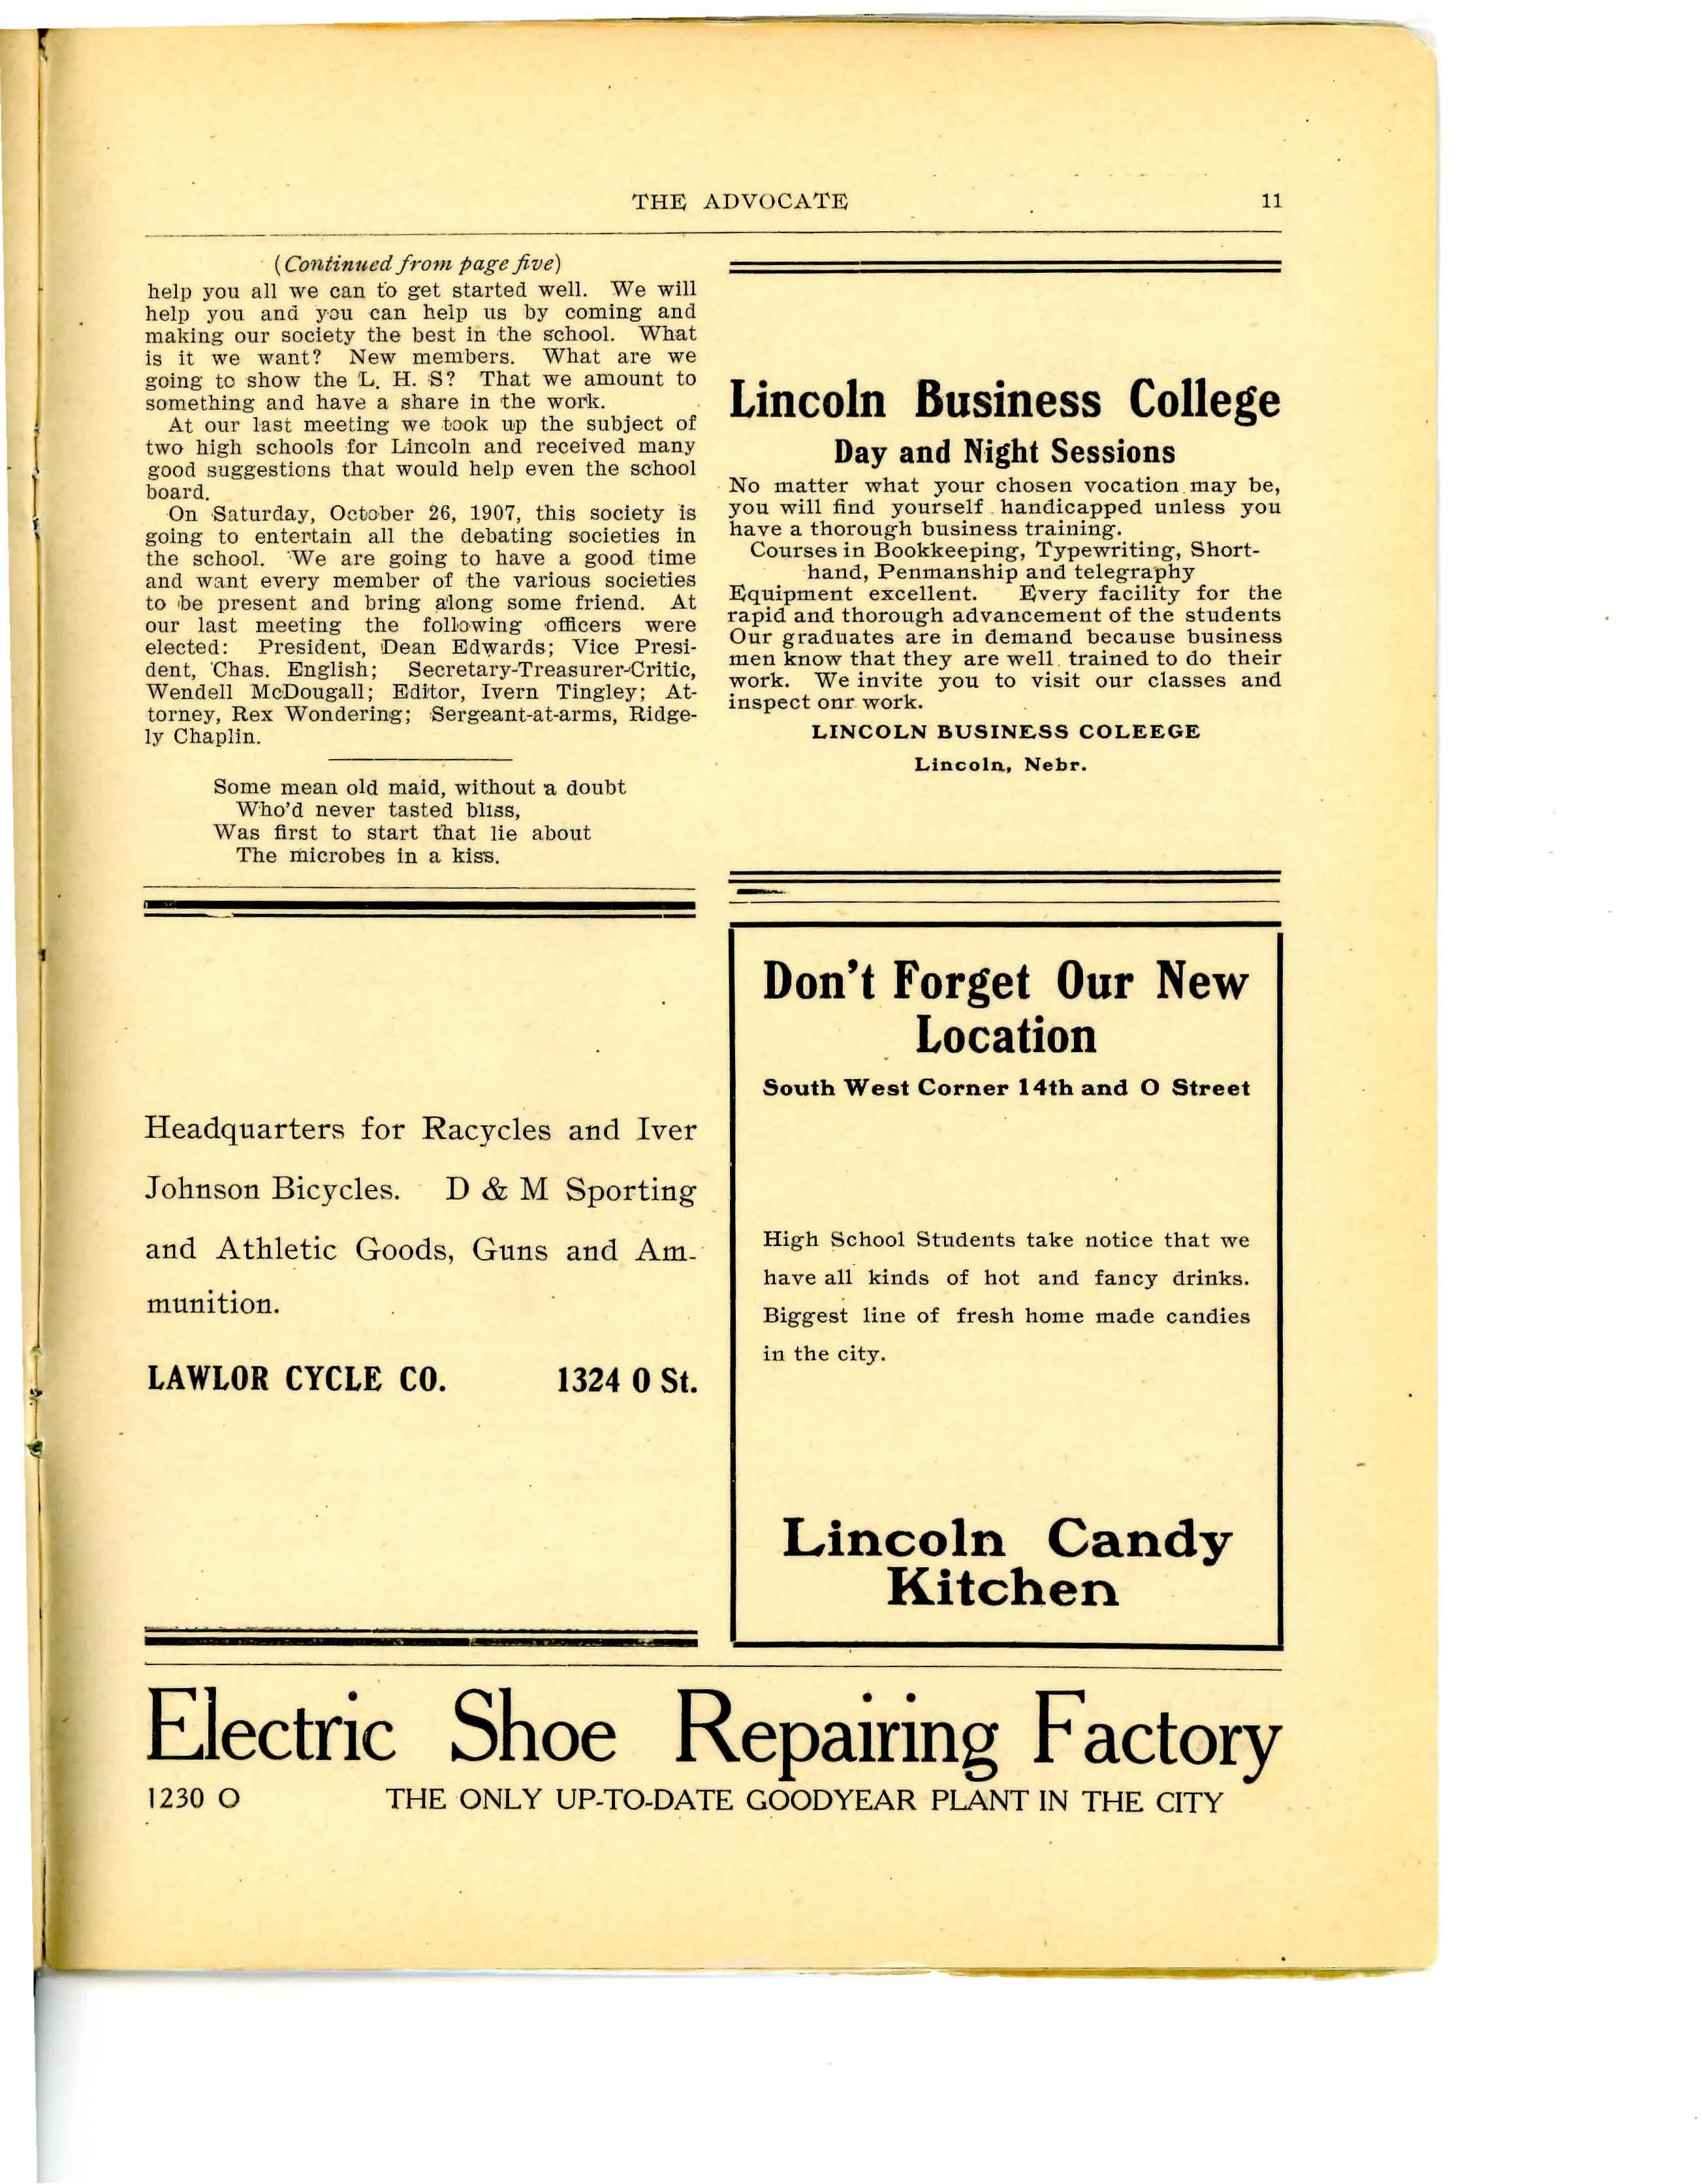 THE ADVOCATE 11
(Continued from page five)
help you all we can to get started well. We will
help you and you can help us by coming and
making our society the best in the school. What
is it we want? New members. What are we
going to show the L. H. S? That we amount to
something and have a share in the work.
At our last meeting we took up the subject of
two high schools for Lincoln and received many
good suggestions that would help even the school
board.
On Saturday, October 26, 1907, this society is
going to entertain all the debating societies in
the school. We are going to have a good time
and want every member of the various societies
to be present and bring along some friend. At
our last meeting the following officers were
elected: President, Dean Edwards; Vice Presi-
dent, Chas. English; Secretary-Treasurer-Critic,
Wendell McDougall; Editor, Ivern Tingley; At-
torney, Rex Wondering; Sergeant-at-arms, Ridge-
ly Chaplin.
Some mean old maid, without a doubt
Who'd never tasted bliss,
Was first to start that lie about
The microbes in a kiss.
Headquarters for Racycles and Iver
Johnson Bicycles. D & M Sporting
and Athletic Goods, Guns and Am-
munition.
LAWLOR CYCLE CO. 1324 O St.
Lincoln Business College
Day and Night Sessions
No matter what your chosen vocation may be,
you will find yourself handicapped unless you
have a thorough business training.
Courses in Bookkeeping, Typewriting, Short-
hand, Penmanship and telegraphy
Equipment excellent. Every facility for the
rapid and thorough advancement of the students
Our graduates are in demand because business
men know that they are well trained to do their
work. We invite you to visit our classes and
inspect onr work.
LINCOLN BUSINESS COLEEGE
Lincoln, Nebr.
Don't Forget Our New
Location
South West Corner 14th and O Street
High School Students take notice that we
have all kinds of hot and fancy drinks.
Biggest line of fresh home made candies
in the city.
Lincoln Candy
Kitchen
Electric Shoe Repairing Factory
1230 O THE ONLY UP-TO-DATE GOODYEAR PLANT IN THE CITY